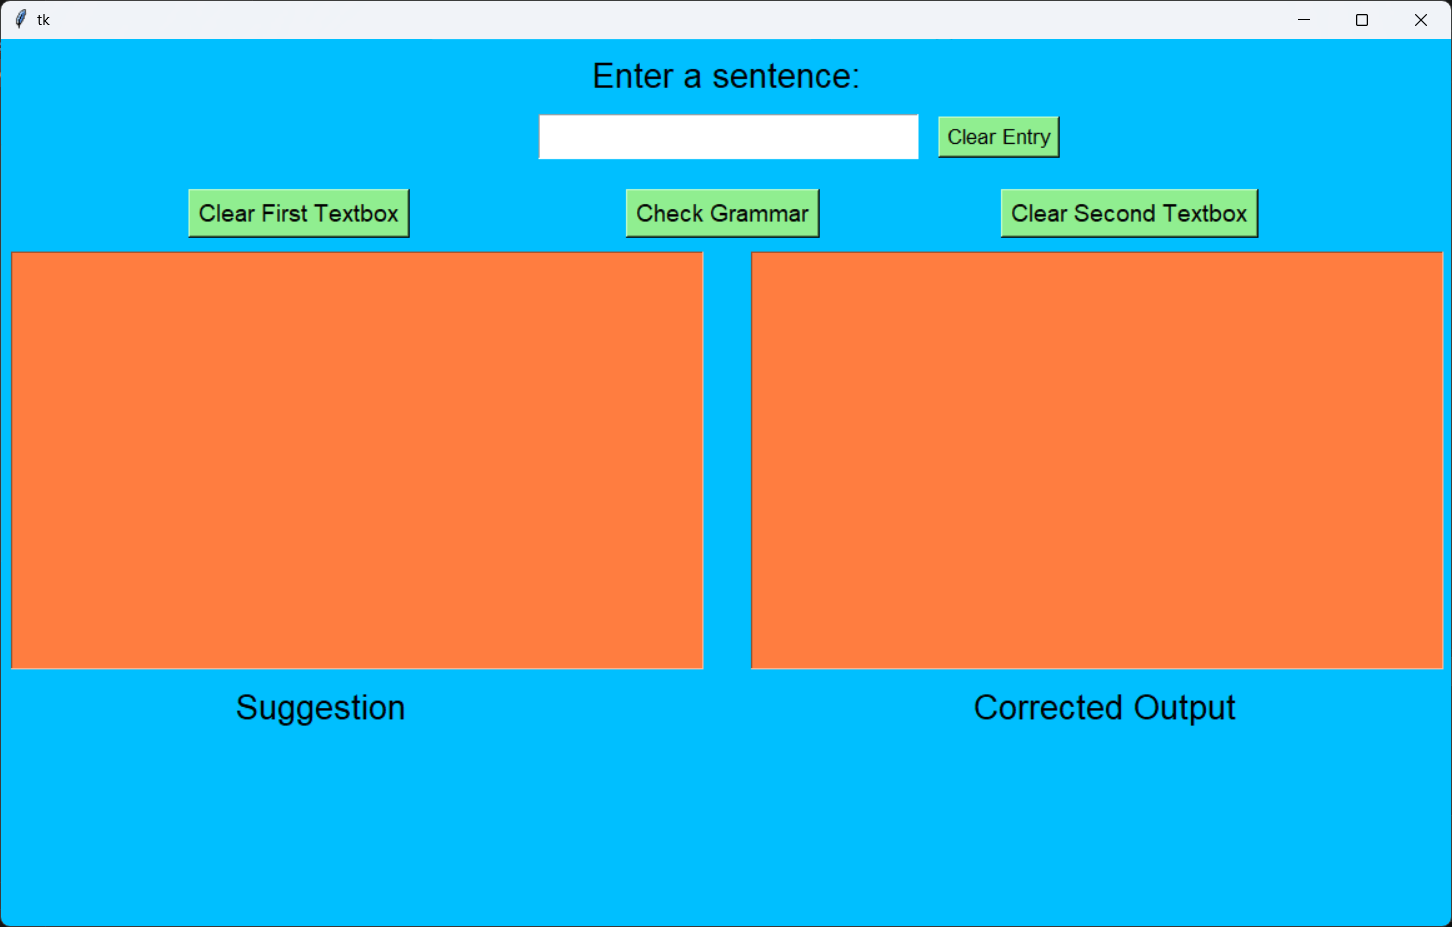 tk
Enter a sentence:
Clear Entry
Clear First Textbox
Check Grammar
Clear Second Textbox
Suggestion
Corrected Output